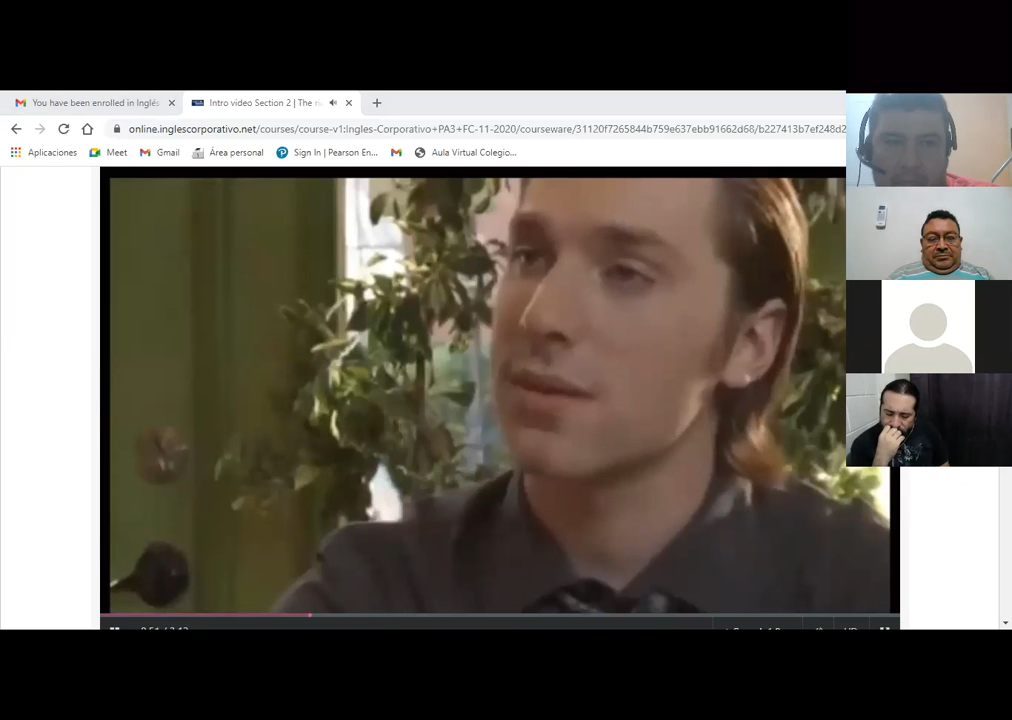 You have been enrolled in Inglés
Intro video Section 2 | The n
online.inglescorporativo.net/courses/course-v1:Ingles-Corporativo+PA3+FC-11-2020/courseware/31120f7265844b759e637ebb91662d68/b227413b7ef248d2
Aplicaciones Meet Gmail Área personal Sign In | Pearson En... Aula Virtual Colegio...